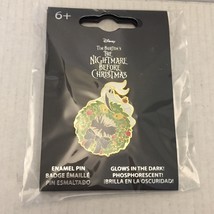 6+
Disney
Tim Burton's
THE
NIGHTMARE
BEFORE
CHRISTMAS
ENAMEL PIN
BADGE ÉMAILLÉ
PIN ESMALTADO
GLOWS IN THE DARK!
PHOSPHORESCENT!
¡BRILLA EN LA OSCURIDAD!